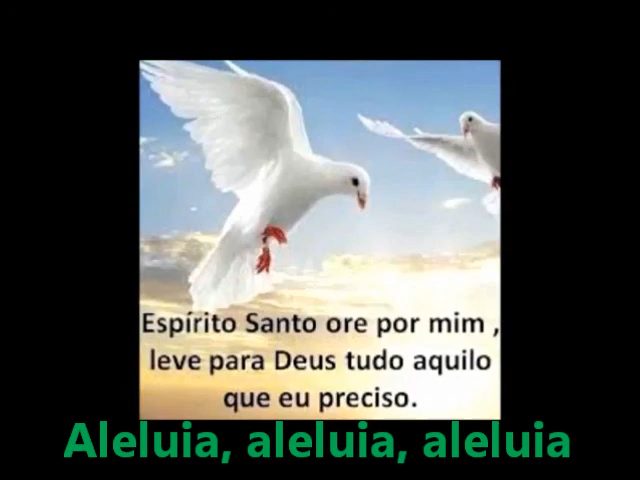 Espírito Santo ore por mim ,
leve para Deus tudo aquilo
que eu preciso.
Aleluia, aleluia, aleluia